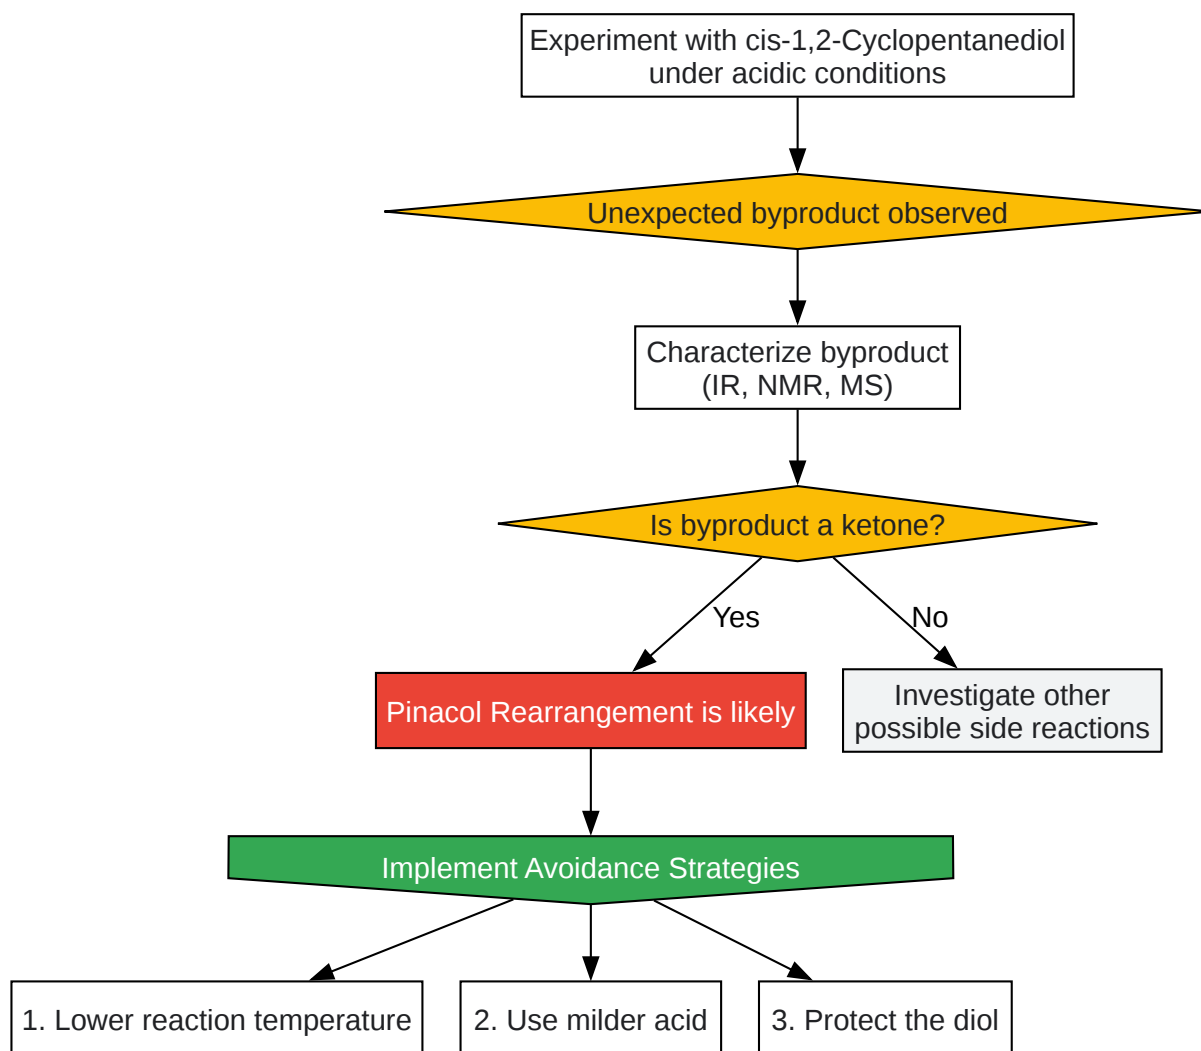 Experiment with cis-1,2-Cyclopentanediol
under acidic conditions
Unexpected byproduct observed
Characterize byproduct
(IR, NMR, MS)
Is byproduct a ketone?
Yes
No
Pinacol Rearrangement is likely
Investigate other
possible side reactions
Implement Avoidance Strategies
1. Lower reaction temperature
2. Use milder acid
3. Protect the diol